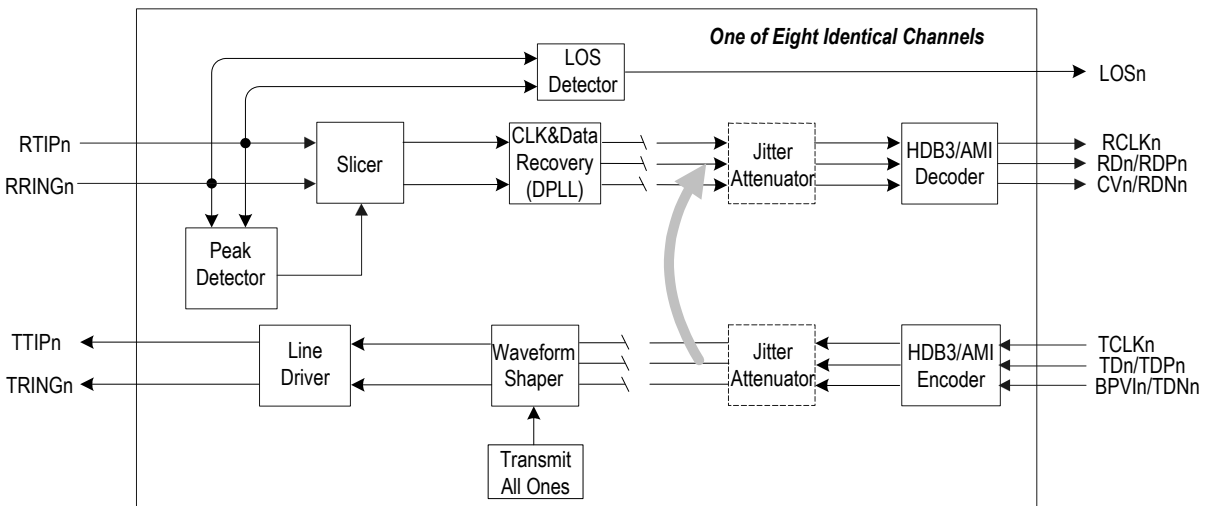 One of Eight Identical Channels
LOS
Detector
LOSn
RTIPn
RRINGn
Slicer
CLK&Data
Recovery
(DPLL)
Jitter
Attenuator
HDB3/AMI
Decoder
RCLKn
RDn/RDPn
CVn/RDNn
Peak
Detector
TTIPn
TRINGn
Line
Driver
Waveform
Shaper
Jitter
Attenuator
HDB3/AMI
Encoder
TCLKn
TDn/TDPn
BPVIn/TDNn
Transmit
All Ones